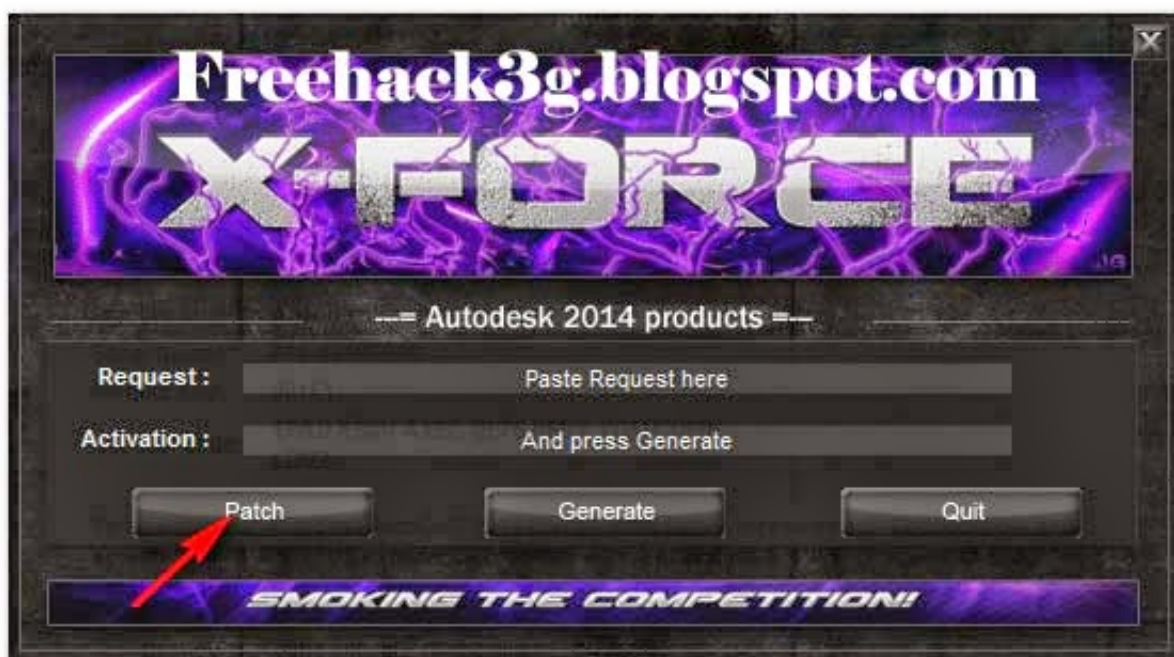 Freehack3g.blogspot.com
X-FORCE
---= Autodesk 2014 products =---
Request :
Paste Request here
Activation :
And press Generate
Patch
Generate
Quit
SMOKING THE COMPETITION!